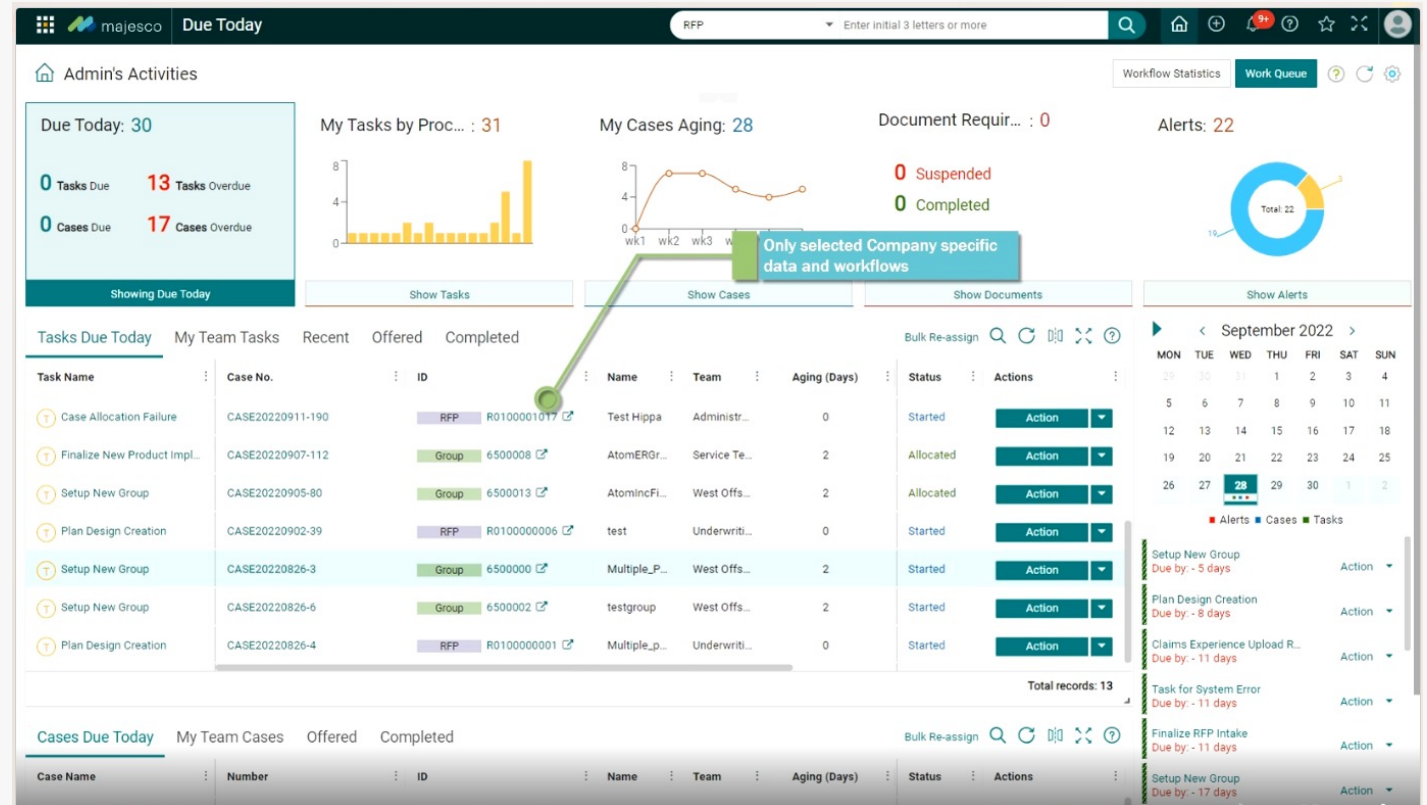 majesco Due Today RFP Enter initial 3 letters or more 9+
Admin's Activities Workflow Statistics Work Queue
Due Today: 30
0 Tasks Due 13 Tasks Overdue
0 Cases Due 17 Cases Overdue
Showing Due Today
My Tasks by Proc... : 31
8
4
0
Show Tasks
My Cases Aging: 28
8
4
0
wk1 wk2 wk3
Show Cases
Only selected Company specific
data and workflows
Document Requir... : 0
0 Suspended
0 Completed
Show Documents
Alerts: 22
3
Total: 22
19
Show Alerts
Tasks Due Today My Team Tasks Recent Offered Completed Bulk Re-assign
Task Name Case No. ID Name Team Aging (Days) Status Actions
T Case Allocation Failure CASE20220911-190 RFP R0100001017 Test Hippa Administr... 0 Started Action
T Finalize New Product Impl... CASE20220907-112 Group 6500008 AtomERGr... Service Te... 2 Allocated Action
T Setup New Group CASE20220905-80 Group 6500013 AtomIncFi... West Offs... 2 Allocated Action
T Plan Design Creation CASE20220902-39 RFP R0100000006 test Underwriti... 0 Started Action
T Setup New Group CASE20220826-3 Group 6500000 Multiple_P... West Offs... 2 Started Action
T Setup New Group CASE20220826-6 Group 6500002 testgroup West Offs... 2 Started Action
T Plan Design Creation CASE20220826-4 RFP R0100000001 Multiple_p... Underwriti... 0 Started Action
Total records: 13
Cases Due Today My Team Cases Offered Completed Bulk Re-assign
Case Name Number ID Name Team Aging (Days) Status Actions
< September 2022 >
MON TUE WED THU FRI SAT SUN
29 30 31 1 2 3 4
5 6 7 8 9 10 11
12 13 14 15 16 17 18
19 20 21 22 23 24 25
26 27 28 29 30 1 2
Alerts Cases Tasks
Setup New Group
Due by: - 5 days Action
Plan Design Creation
Due by: - 8 days Action
Claims Experience Upload R...
Due by: - 11 days Action
Task for System Error
Due by: - 11 days Action
Finalize RFP Intake
Due by: - 11 days Action
Setup New Group
Due by: - 17 days Action